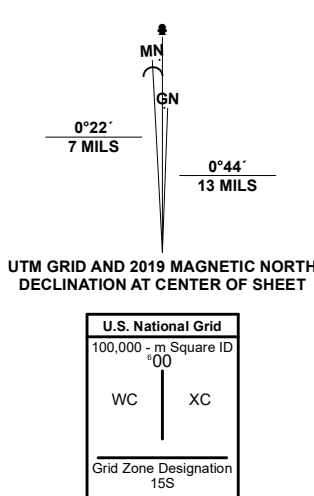 MN
GN
0°22´
7 MILS
0°44´
13 MILS
UTM GRID AND 2019 MAGNETIC NORTH
DECLINATION AT CENTER OF SHEET
U.S. National Grid
100,000 - m Square ID
⁶00
WC XC
Grid Zone Designation
15S